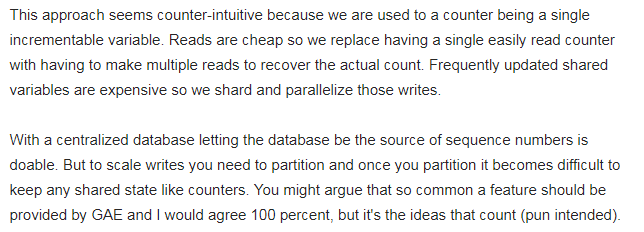 This approach seems counter-intuitive because we are used to a counter being a single
incrementable variable. Reads are cheap so we replace having a single easily read counter
with having to make multiple reads to recover the actual count. Frequently updated shared
variables are expensive so we shard and parallelize those writes.
With a centralized database letting the database be the source of sequence numbers is
doable. But to scale writes you need to partition and once you partition it becomes difficult to
keep any shared state like counters. You might argue that so common a feature should be
provided by GAE and I would agree 100 percent, but it's the ideas that count (pun intended).